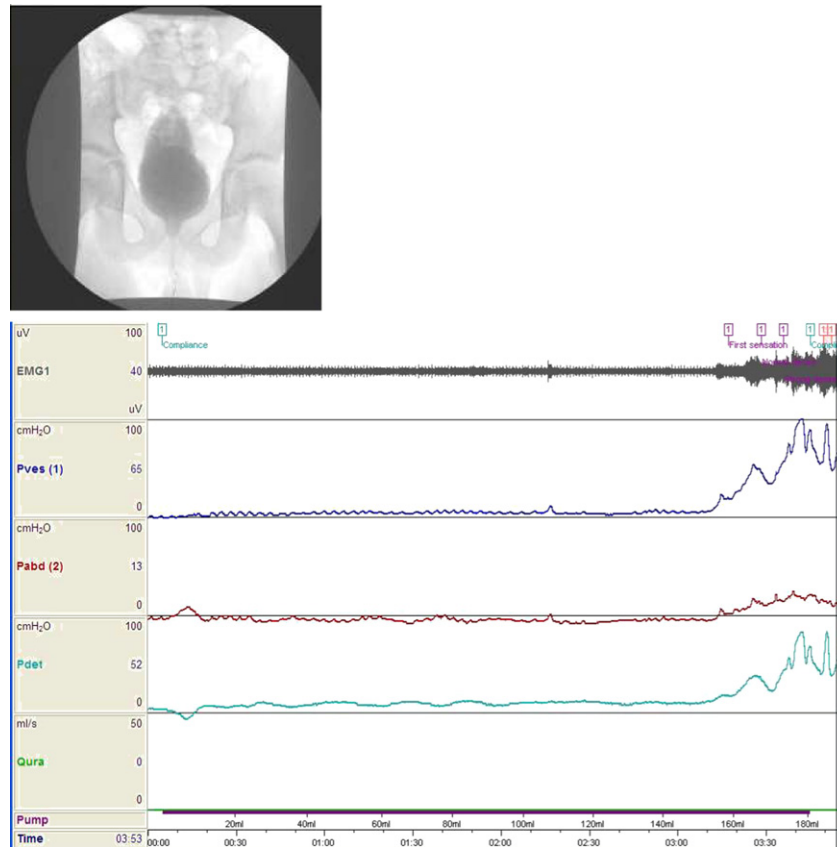 uV 100
1 1 1 1 1 1 1
Compliance First sensation
EMG1 40
uV
cmH2O 100
Pves (1) 65
0
cmH2O 100
Pabd (2) 13
0
cmH2O 100
Pdet 52
0
ml/s 50
Qura 0
0
Pump 20ml 40ml 60ml 80ml 100ml 120ml 140ml 160ml 180ml
Time 03:53 00:00 00:30 01:00 01:30 02:00 02:30 03:00 03:30